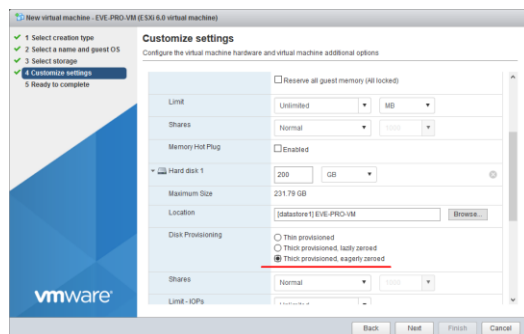 New virtual machine - EVE-PRO-VM (ESXi 6.0 virtual machine)
1 Select creation type
2 Select a name and guest OS
3 Select storage
4 Customize settings
5 Ready to complete
vmware
Customize settings
Configure the virtual machine hardware and virtual machine additional options
Reserve all guest memory (All locked)
Limit Unlimited MB
Shares Normal
Memory Hot Plug Enabled
Hard disk 1 200 GB
Maximum Size 231.79 GB
Location [datastore1] EVE-PRO-VM Browse...
Disk Provisioning
Thin provisioned
Thick provisioned, lazily zeroed
Thick provisioned, eagerly zeroed
Shares Normal
Limit - IOPs
Back Next Finish Cancel